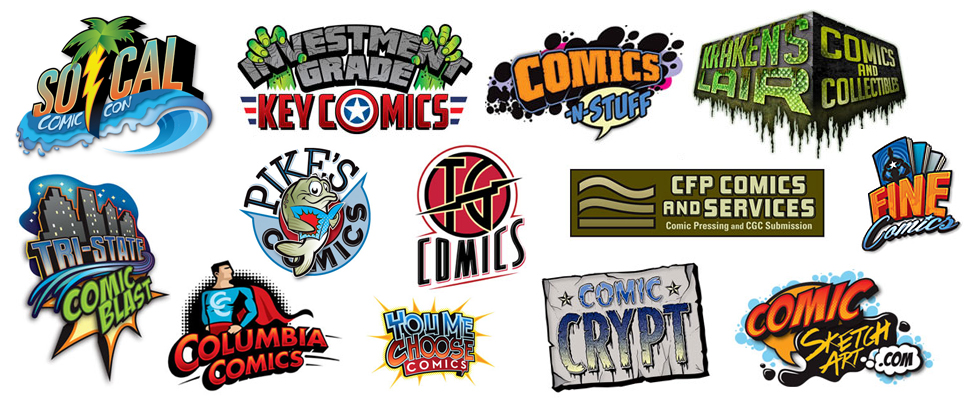 SO CAL
COMIC CON
INVESTMENT
GRADE
KEY COMICS
COMICS
-N-STUFF
KRAKEN'S
LAIR
COMICS
AND
COLLECTIBLES
TRI-STATE
COMIC
BLAST
PIKE'S
COMICS
TG
COMICS
CFP COMICS
AND SERVICES
Comic Pressing and CGC Submission
FINE
Comics
CC
COLUMBIA
COMICS
YOU ME
CHOOSE
COMICS
COMIC
CRYPT
COMIC
SKETCH
ART
.COM